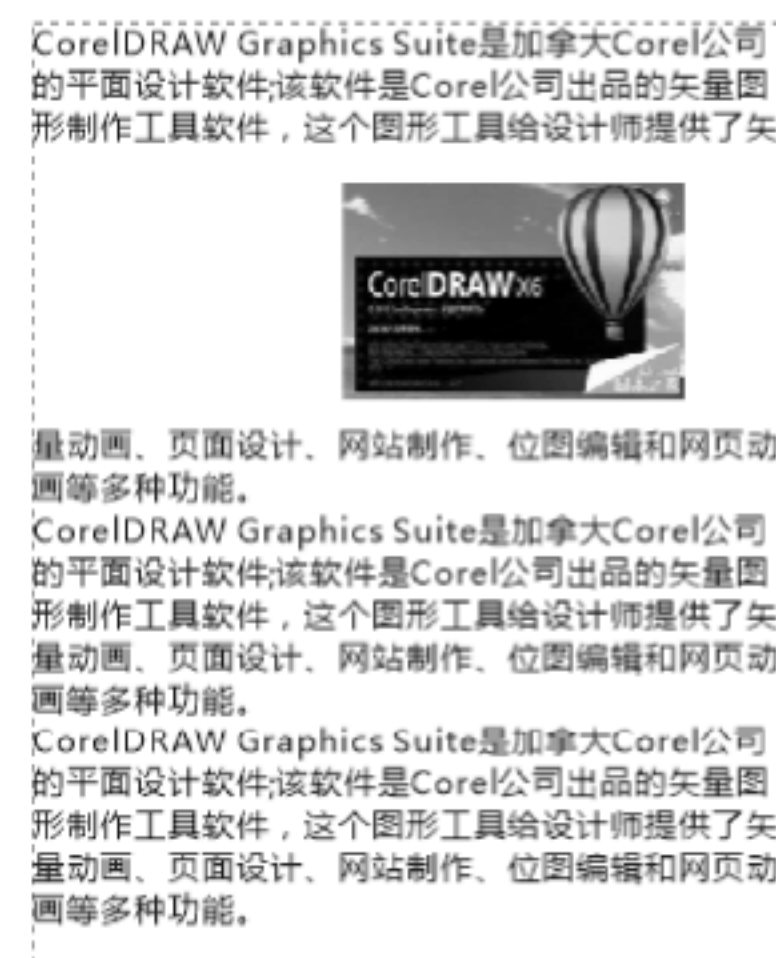 CorelDRAW Graphics Suite是加拿大Corel公司
的平面设计软件;该软件是Corel公司出品的矢量图
形制作工具软件，这个图形工具给设计师提供了矢
CorelDRAW X6
量动画、页面设计、网站制作、位图编辑和网页动
画等多种功能。
CorelDRAW Graphics Suite是加拿大Corel公司
的平面设计软件;该软件是Corel公司出品的矢量图
形制作工具软件，这个图形工具给设计师提供了矢
量动画、页面设计、网站制作、位图编辑和网页动
画等多种功能。
CorelDRAW Graphics Suite是加拿大Corel公司
的平面设计软件;该软件是Corel公司出品的矢量图
形制作工具软件，这个图形工具给设计师提供了矢
量动画、页面设计、网站制作、位图编辑和网页动
画等多种功能。